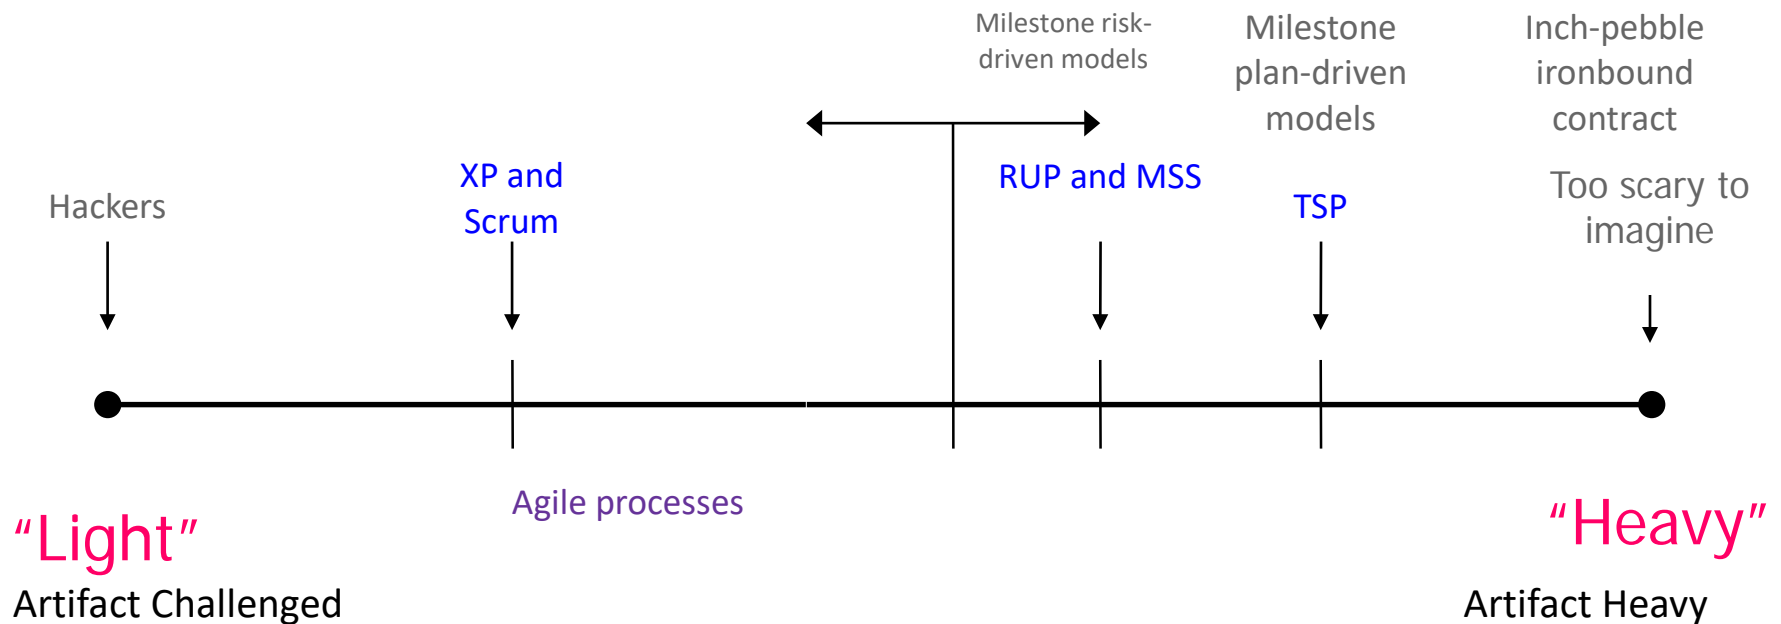 Milestone risk-
driven models
Milestone
plan-driven
models
Inch-pebble
ironbound
contract
Hackers
XP and
Scrum
RUP and MSS
TSP
Too scary to
imagine
Agile processes
“Light”
Artifact Challenged
“Heavy”
Artifact Heavy